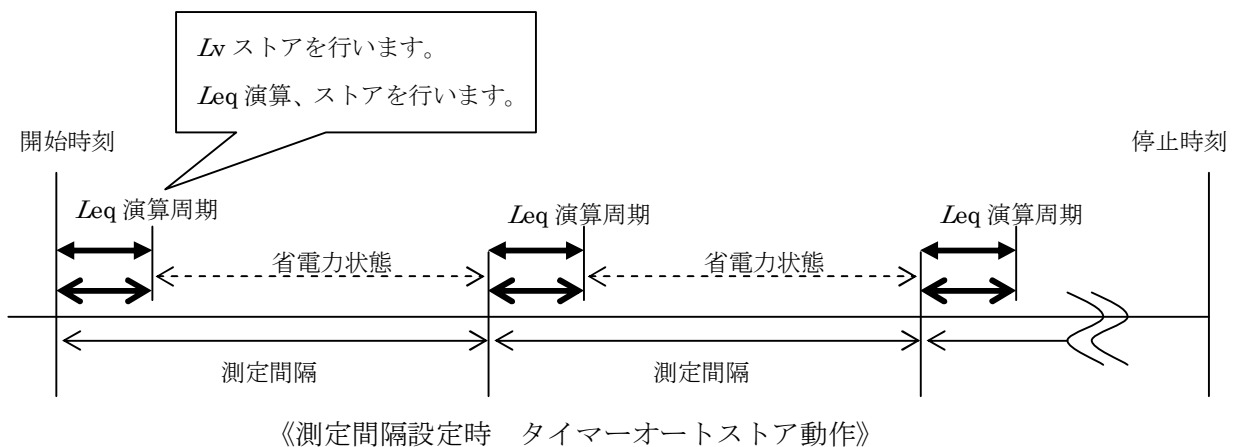 Lv ストアを行います。
Leq 演算、ストアを行います。
開始時刻
停止時刻
Leq 演算周期
Leq 演算周期
Leq 演算周期
省電力状態
省電力状態
測定間隔
測定間隔
《測定間隔設定時　タイマーオートストア動作》